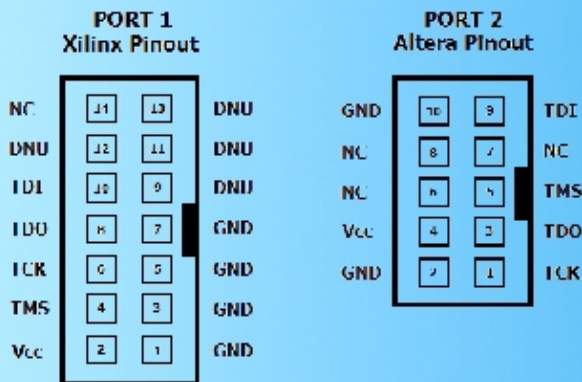 PORT 1
Xilinx Pinout
NC 14 13 DNU
DNU 12 11 DNU
TDI 10 9 DNU
TDO 8 7 GND
TCK 6 5 GND
TMS 4 3 GND
Vcc 2 1 GND
PORT 2
Altera Pinout
GND 10 9 TDI
NC 8 7 NC
NC 6 5 TMS
Vcc 4 3 TDO
GND 2 1 TCK